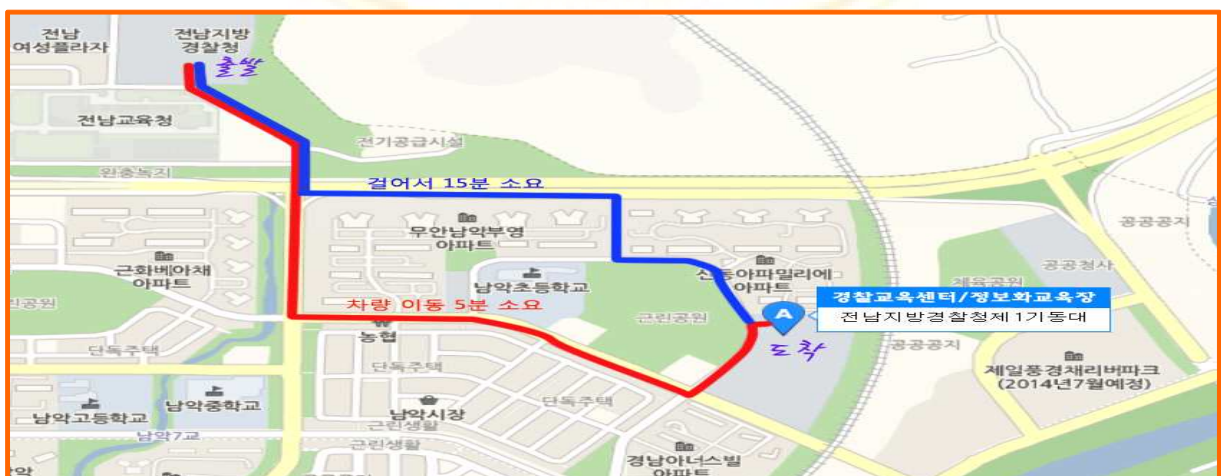 전남
여성플라자
전남지방
경찰청
출발
전남교육청
전기공급시설
완충녹지
걸어서 15분 소요
무안남악부영
아파트
근화베아채
아파트
남악초등학교
신동아파밀리에
아파트
공공공지
공공청사
체육공원
경찰교육센터/정보화교육장
A
전남지방경찰청제1기동대
차량 이동 5분 소요
근린공원
도착
린공원
농협
단독주택
단독주택
공공공지
제일풍경채리버파크
(2014년7월예정)
남악고등학교
남악중학교
남악시장
근린생활
단독주택
남악7교
근린생활
경남아너스빌
아파트
남악
근린공원